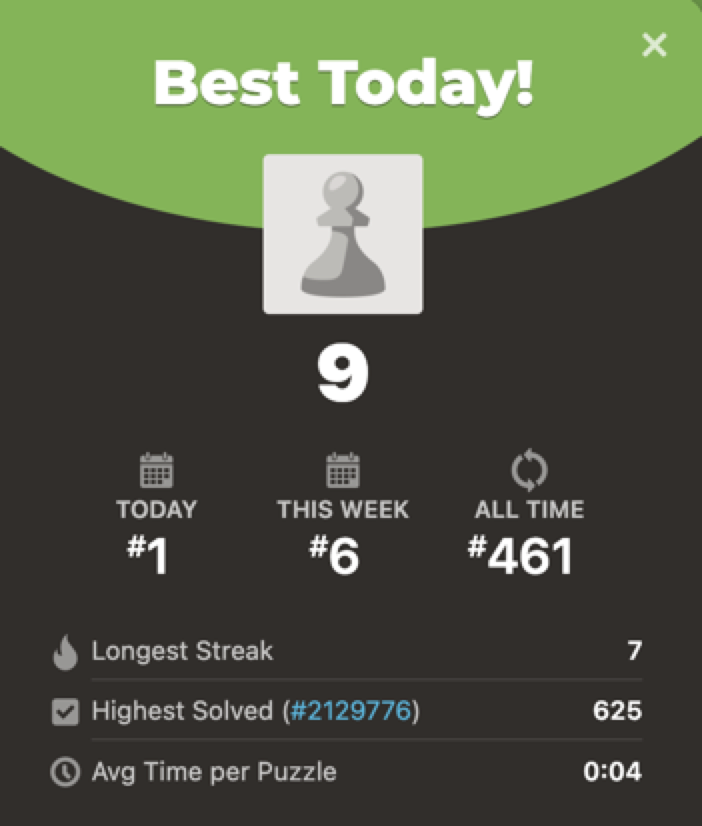 Best Today!
9
TODAY THIS WEEK ALL TIME
#1 #6 #461
Longest Streak 7
Highest Solved (#2129776) 625
Avg Time per Puzzle 0:04